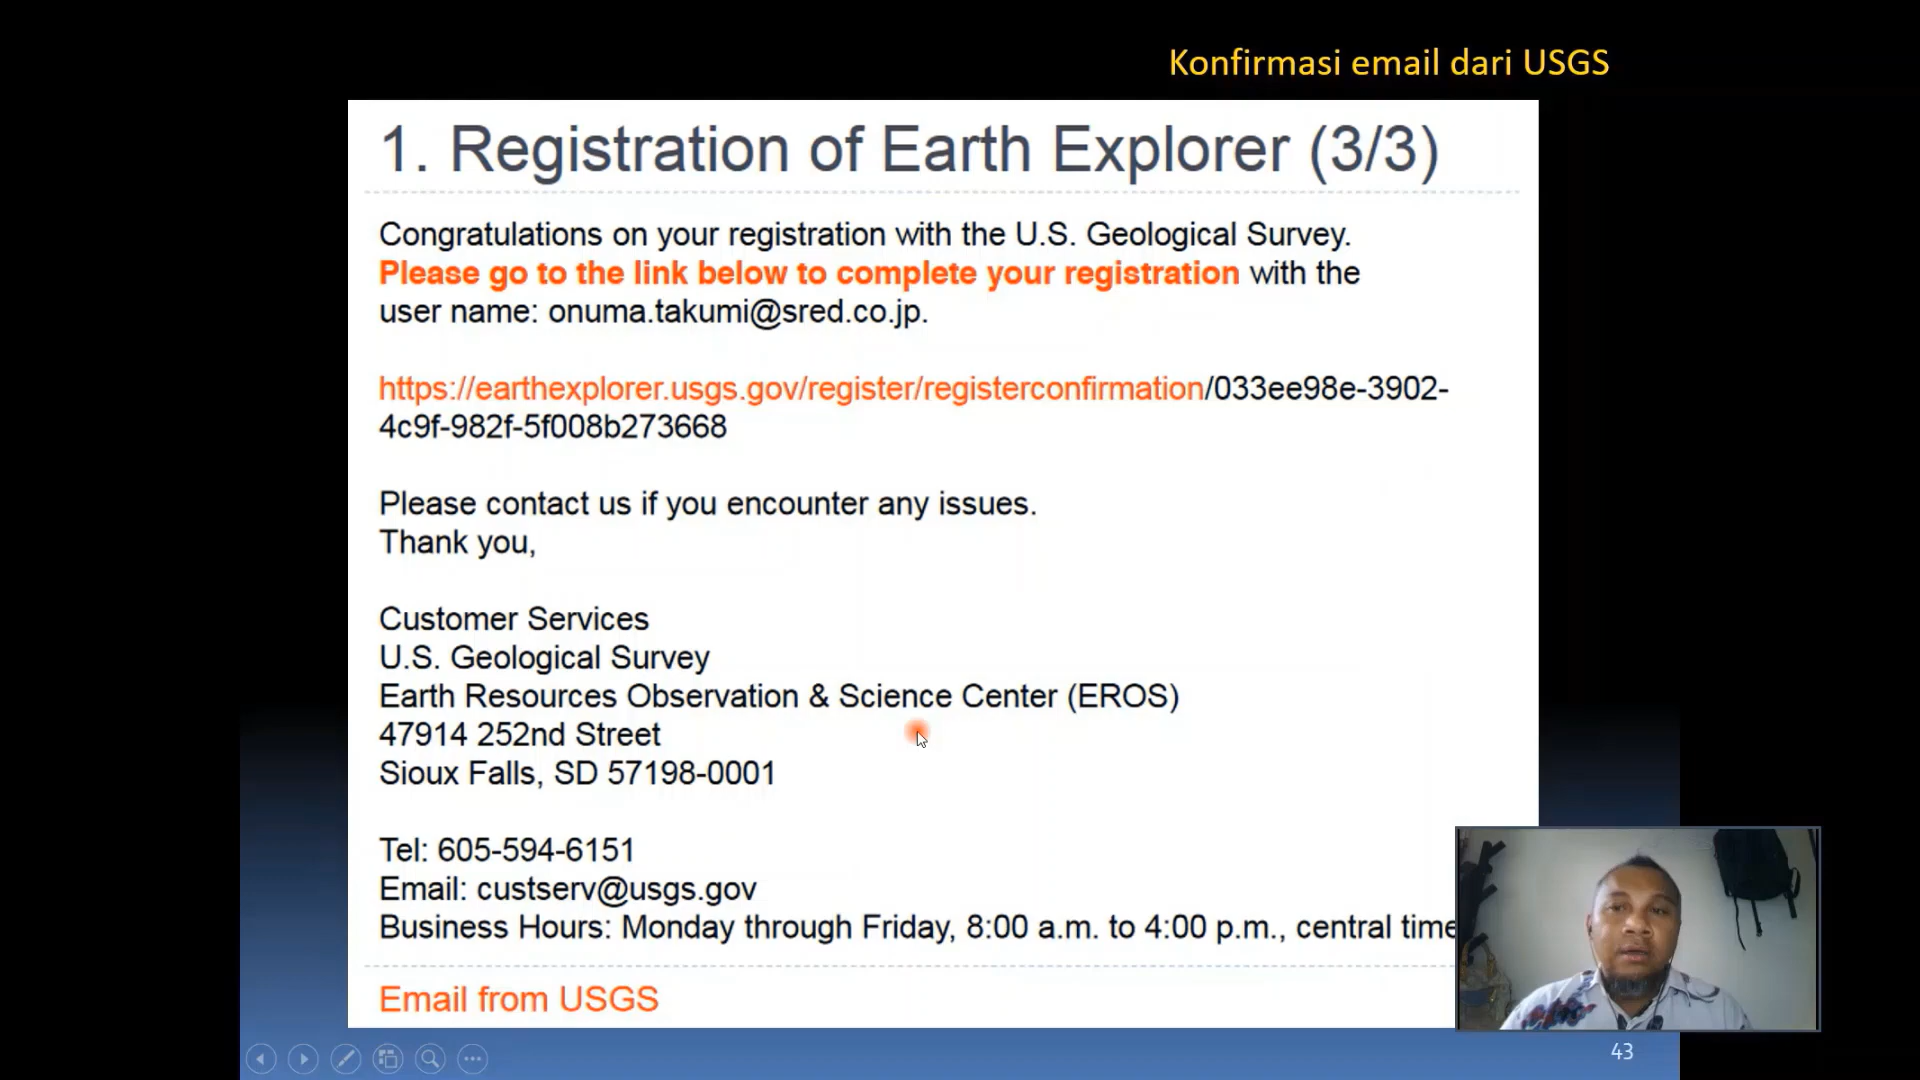 Konfirmasi email dari USGS
1. Registration of Earth Explorer (3/3)
Congratulations on your registration with the U.S. Geological Survey.
Please go to the link below to complete your registration with the
user name: onuma.takumi@sred.co.jp.
https://earthexplorer.usgs.gov/register/registerconfirmation/033ee98e-3902-
4c9f-982f-5f008b273668
Please contact us if you encounter any issues.
Thank you,
Customer Services
U.S. Geological Survey
Earth Resources Observation & Science Center (EROS)
47914 252nd Street
Sioux Falls, SD 57198-0001
Tel: 605-594-6151
Email: custserv@usgs.gov
Business Hours: Monday through Friday, 8:00 a.m. to 4:00 p.m., central time
Email from USGS
43